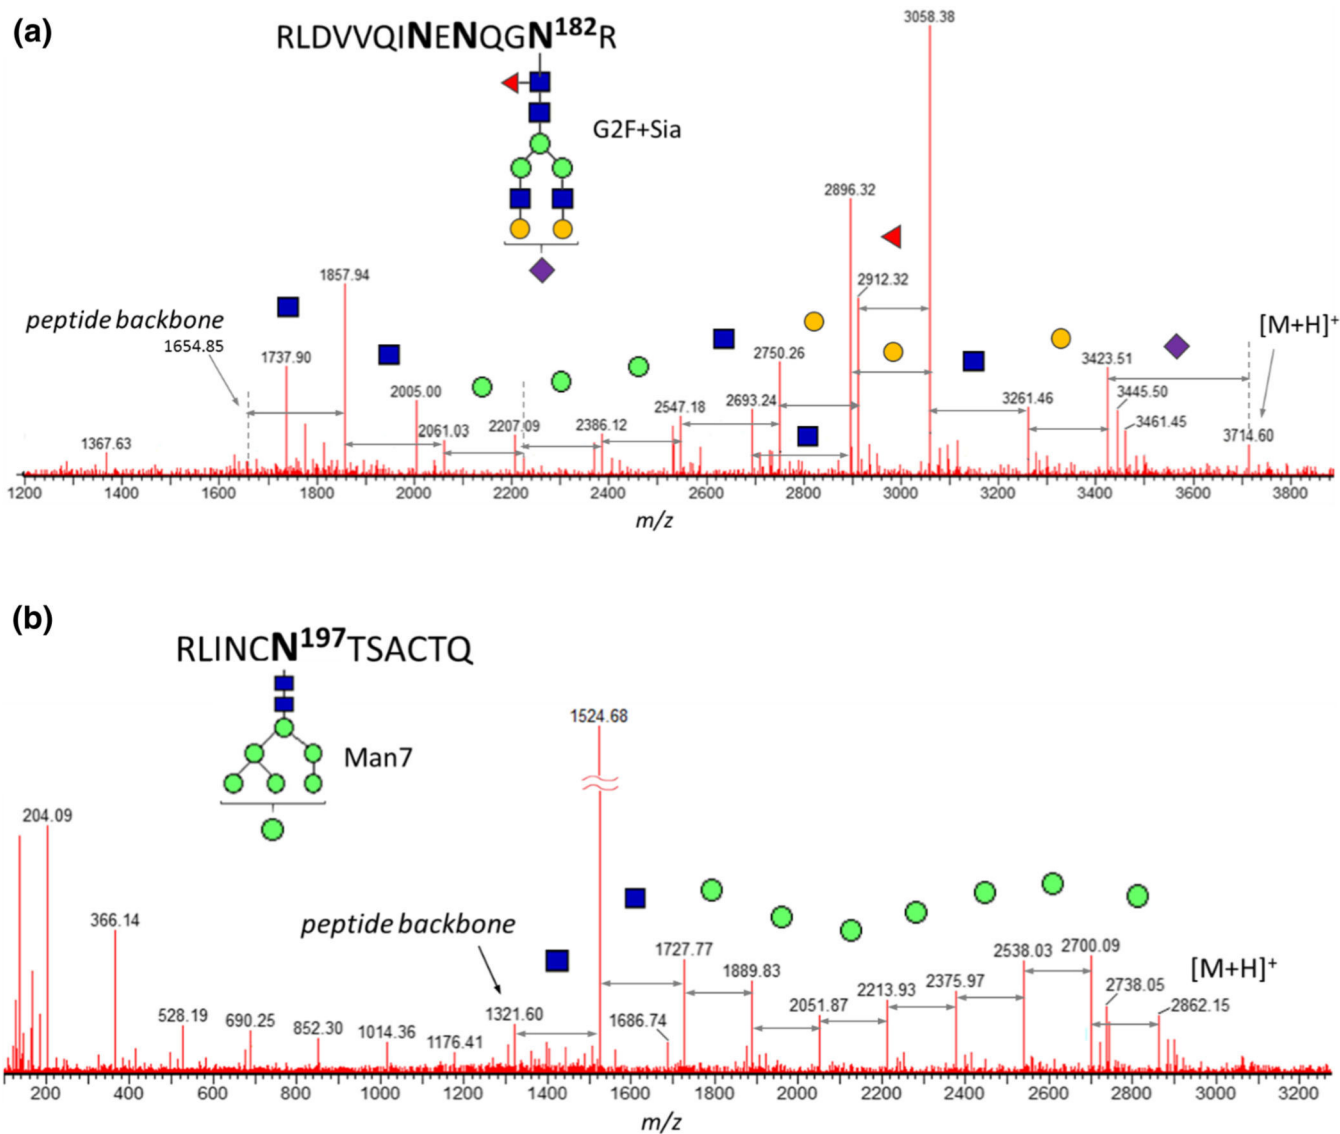 (a)
RLDVVQINENQGN¹⁸²R
G2F+Sia
3058.38
2896.32
2912.32
1857.94
peptide backbone
1654.85
1737.90
2005.00
2061.03
2207.09
2386.12
2547.18
2693.24
2750.26
[M+H]⁺
3423.51
3445.50
3261.46
3461.45
3714.60
1367.63
1200 1400 1600 1800 2000 2200 2400 2600 2800 3000 3200 3400 3600 3800
m/z
(b)
RLINCN¹⁹⁷TSACTQ
Man7
1524.68
204.09
366.14
peptide backbone
528.19
690.25
852.30
1014.36
1176.41
1321.60
1686.74
1727.77
1889.83
2051.87
2213.93
2375.97
2538.03
2700.09
[M+H]⁺
2738.05
2862.15
200 400 600 800 1000 1200 1400 1600 1800 2000 2200 2400 2600 2800 3000 3200
m/z